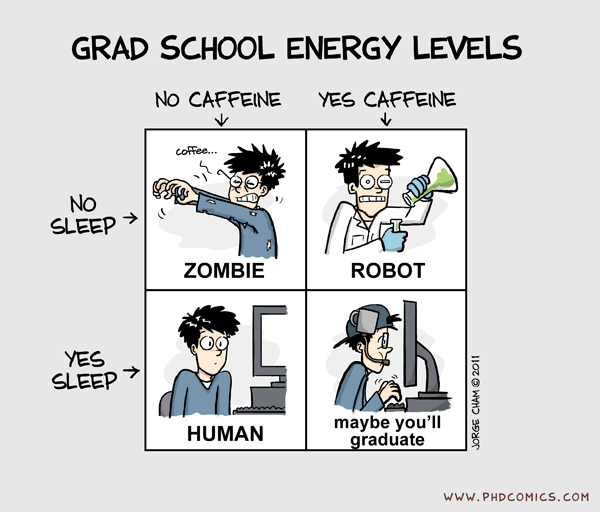 GRAD SCHOOL ENERGY LEVELS
NO CAFFEINE
YES CAFFEINE
NO
SLEEP
coffee...
ZOMBIE
ROBOT
YES
SLEEP
HUMAN
maybe you'll
graduate
JORGE CHAM © 2011
WWW.PHDCOMICS.COM